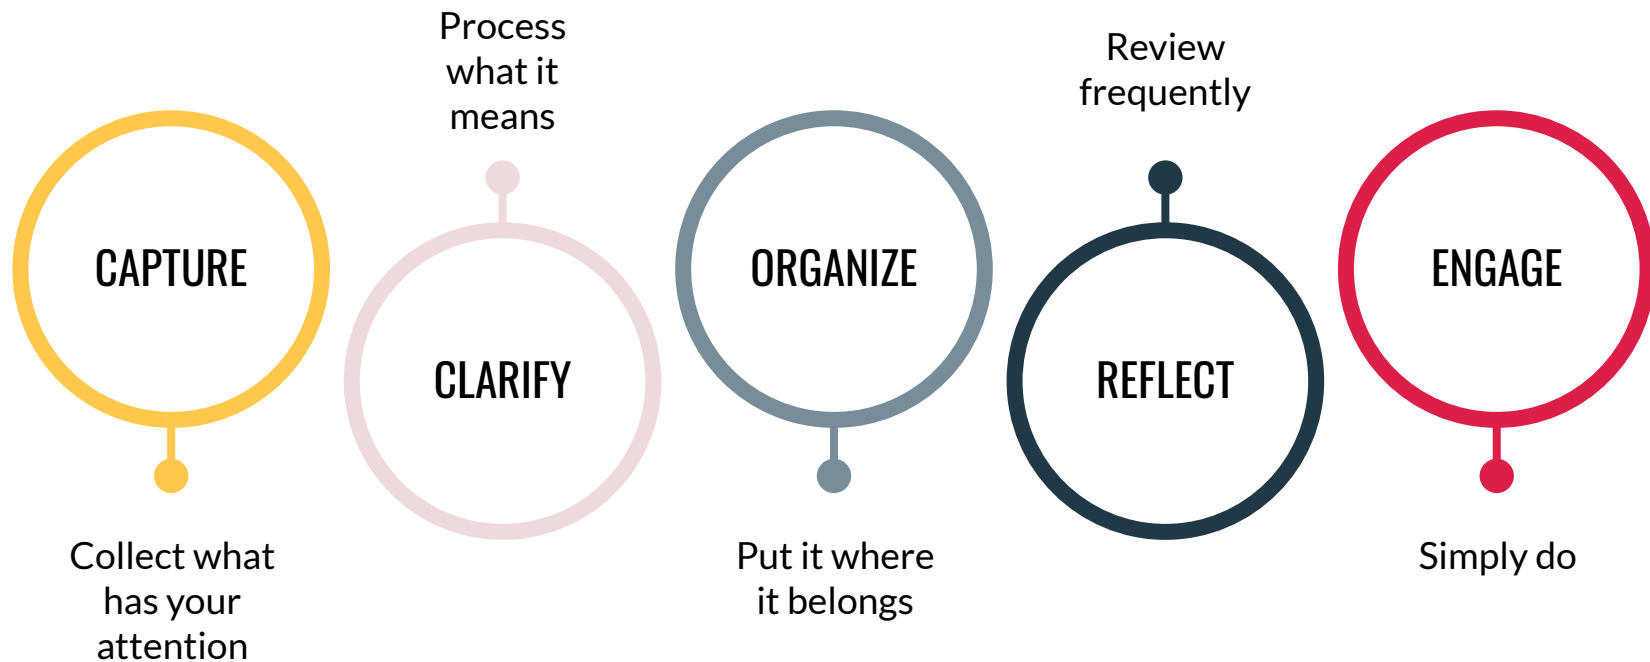 CAPTURE
Collect what
has your
attention
Process
what it
means
CLARIFY
ORGANIZE
Put it where
it belongs
Review
frequently
REFLECT
ENGAGE
Simply do